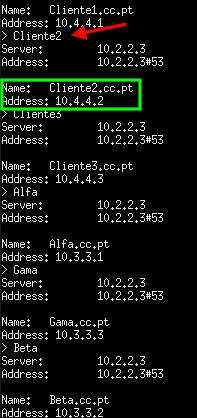 Name:   Cliente1.cc.pt
Address: 10.4.4.1
> Cliente2
Server:         10.2.2.3
Address:        10.2.2.3#53

Name:   Cliente2.cc.pt
Address: 10.4.4.2
> Cliente3
Server:         10.2.2.3
Address:        10.2.2.3#53

Name:   Cliente3.cc.pt
Address: 10.4.4.3
> Alfa
Server:         10.2.2.3
Address:        10.2.2.3#53

Name:   Alfa.cc.pt
Address: 10.3.3.1
> Gama
Server:         10.2.2.3
Address:        10.2.2.3#53

Name:   Gama.cc.pt
Address: 10.3.3.3
> Beta
Server:         10.2.2.3
Address:        10.2.2.3#53

Name:   Beta.cc.pt
Address: 10.3.3.2